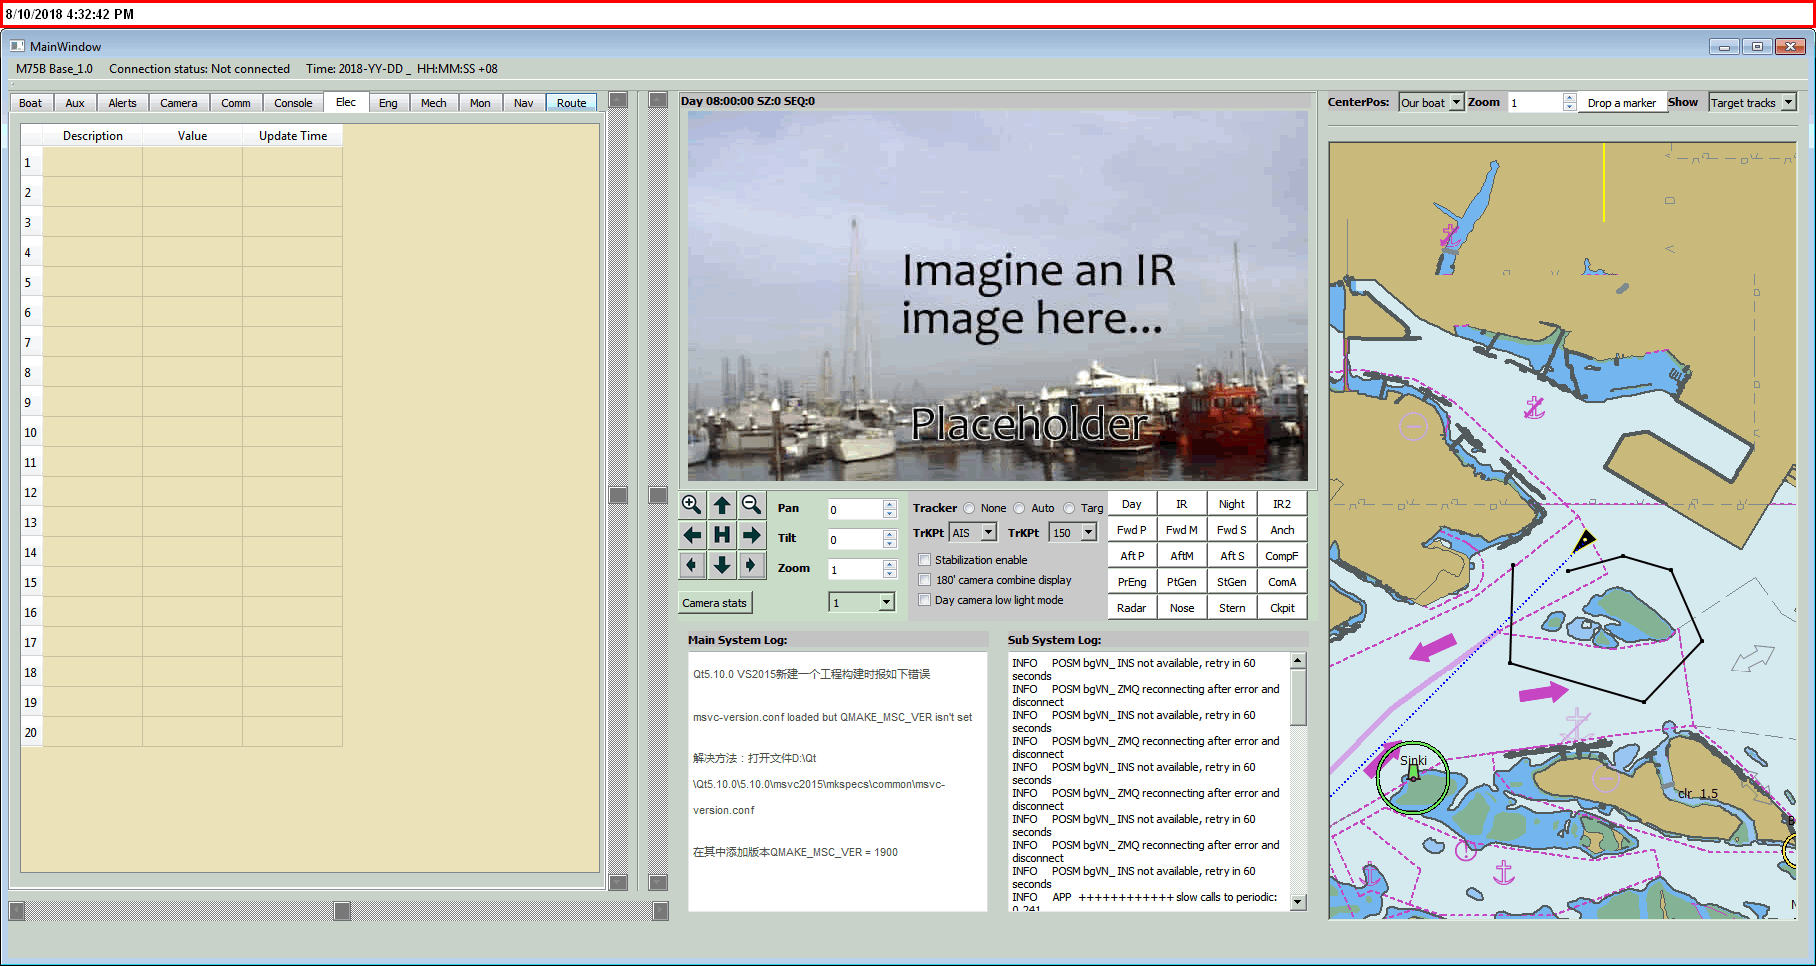 8/10/2018 4:32:42 PM
MainWindow
M75B Base_1.0 Connection status: Not connected Time: 2018-YY-DD _ HH:MM:SS +08
Boat Aux Alerts Camera Comm Console Elec Eng Mech Mon Nav Route
Description Value Update Time
1
2
3
4
5
6
7
8
9
10
11
12
13
14
15
16
17
18
19
20
Day 08:00:00 SZ:0 SEQ:0
Imagine an IR
image here...
Placeholder
Pan 0
Tilt 0
Zoom 1
Camera stats 1
Tracker None Auto Targ
TrKPt AIS TrKPt 150
Stabilization enable
180' camera combine display
Day camera low light mode
Day IR Night IR2
Fwd P Fwd M Fwd S Anch
Aft P AftM Aft S CompF
PrEng PtGen StGen ComA
Radar Nose Stern Ckpit
Main System Log:
Qt5.10.0 VS2015新建一个工程构建时报如下错误
msvc-version.conf loaded but QMAKE_MSC_VER isn't set
解决方法：打开文件D:\Qt
\Qt5.10.0\5.10.0\msvc2015\mkspecs\common\msvc-
version.conf
在其中添加版本QMAKE_MSC_VER = 1900
Sub System Log:
INFO POSM bgVN_ INS not available, retry in 60
seconds
INFO POSM bgVN_ ZMQ reconnecting after error and
disconnect
INFO POSM bgVN_ INS not available, retry in 60
seconds
INFO POSM bgVN_ ZMQ reconnecting after error and
disconnect
INFO POSM bgVN_ INS not available, retry in 60
seconds
INFO POSM bgVN_ ZMQ reconnecting after error and
disconnect
INFO POSM bgVN_ INS not available, retry in 60
seconds
INFO POSM bgVN_ ZMQ reconnecting after error and
disconnect
INFO POSM bgVN_ INS not available, retry in 60
seconds
INFO APP ++++++++++++ slow calls to periodic:
0.241
CenterPos: Our boat Zoom 1 Drop a marker Show Target tracks
Sinki
clr 1.5